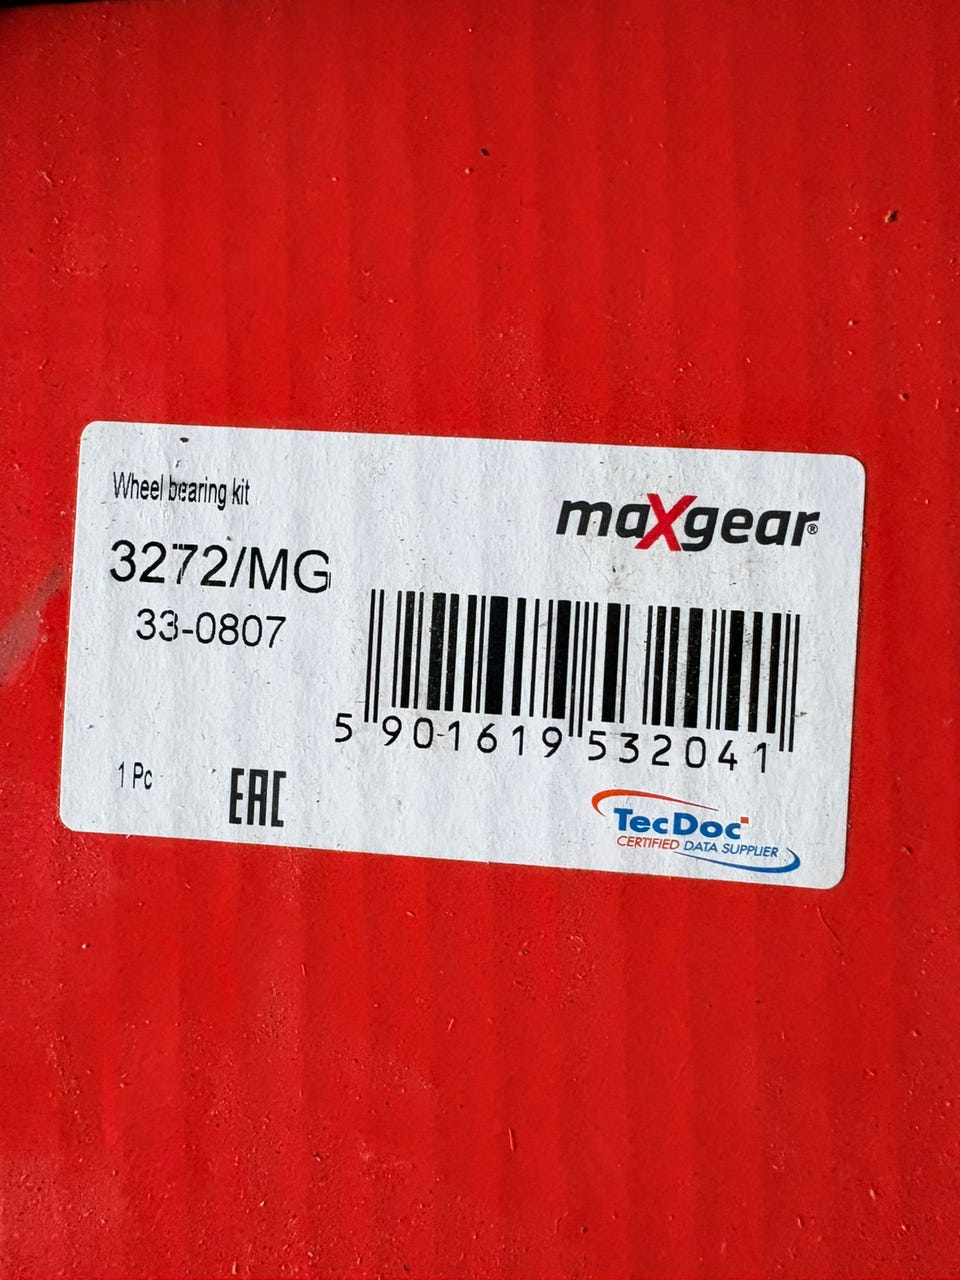 Wheel bearing kit
maXgear®
3272/MG
33-0807
5 901619 532041
1 Pc
EAC
TecDoc
CERTIFIED DATA SUPPLIER